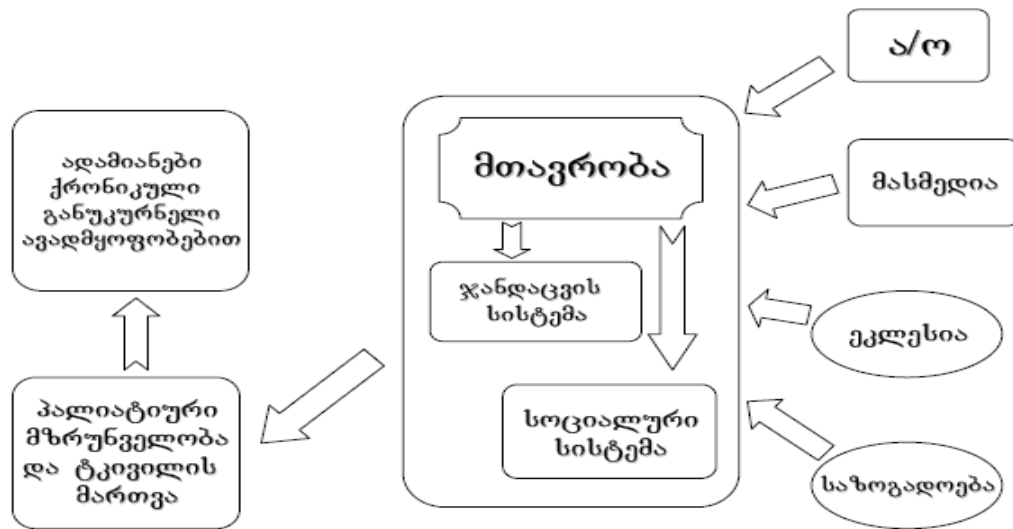 ა/ო
მთავრობა
მასმედია
ადამიანები
ქრონიკული
განუკურნელი
ავადმყოფობებით
ჯანდაცვის
სისტემა
ეკლესია
პალიატიური
მზრუნველობა
და ტკივილის
მართვა
სოციალური
სისტემა
საზოგადოება